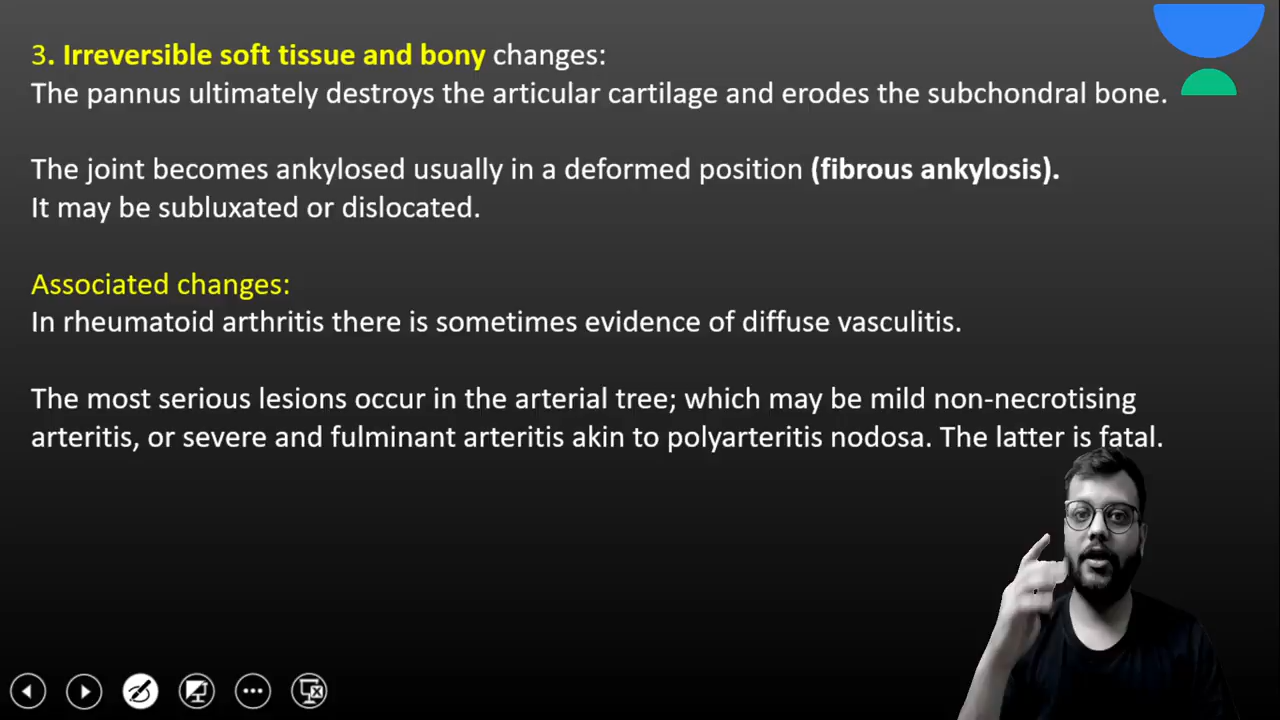 3. Irreversible soft tissue and bony changes:
The pannus ultimately destroys the articular cartilage and erodes the subchondral bone.
The joint becomes ankylosed usually in a deformed position (fibrous ankylosis).
It may be subluxated or dislocated.
Associated changes:
In rheumatoid arthritis there is sometimes evidence of diffuse vasculitis.
The most serious lesions occur in the arterial tree; which may be mild non-necrotising
arteritis, or severe and fulminant arteritis akin to polyarteritis nodosa. The latter is fatal.